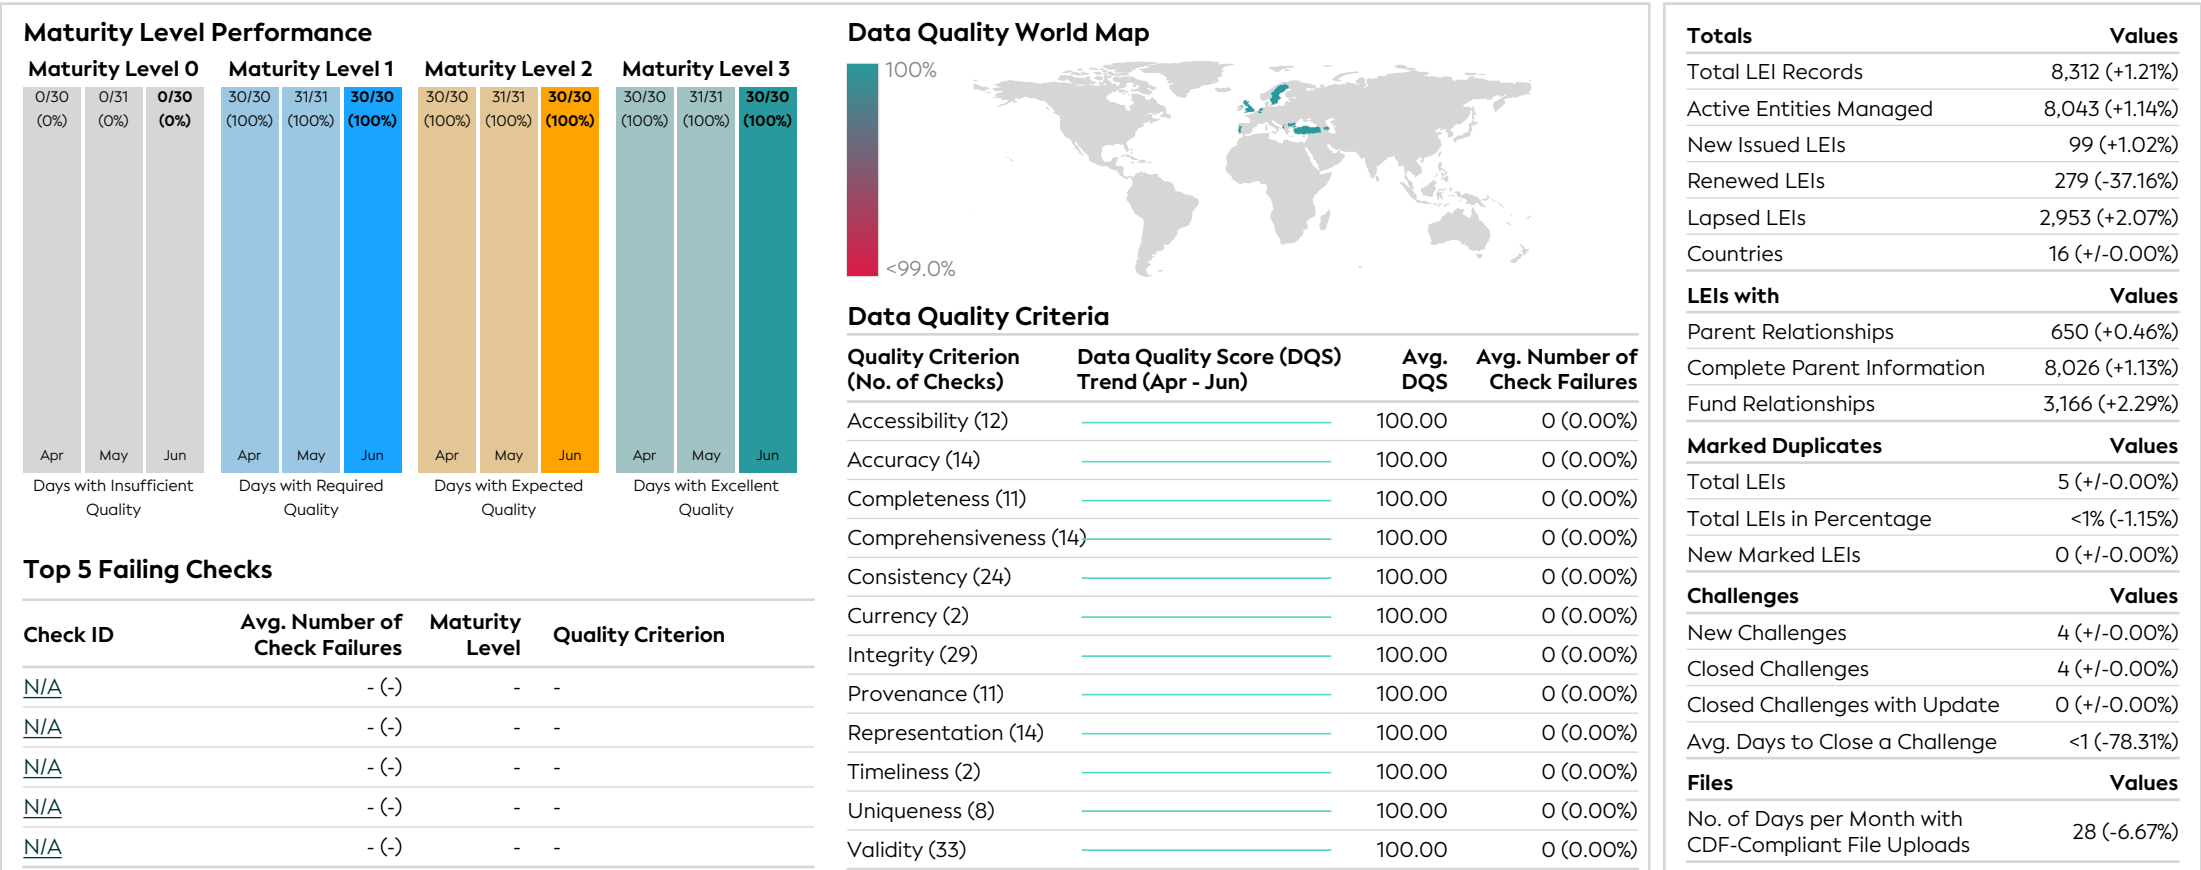 Maturity Level Performance
Maturity Level 0 Maturity Level 1 Maturity Level 2 Maturity Level 3
0/30 0/31 0/30 30/30 31/31 30/30 30/30 31/31 30/30 30/30 31/31 30/30
(0%) (0%) (0%) (100%) (100%) (100%) (100%) (100%) (100%) (100%) (100%) (100%)
Apr May Jun Apr May Jun Apr May Jun Apr May Jun
Days with Insufficient Quality
Days with Required Quality
Days with Expected Quality
Days with Excellent Quality
Top 5 Failing Checks
Check ID Avg. Number of Check Failures Maturity Level Quality Criterion
N/A - (-) - -
N/A - (-) - -
N/A - (-) - -
N/A - (-) - -
N/A - (-) - -
Data Quality World Map
100%
<99.0%
Data Quality Criteria
Quality Criterion (No. of Checks) Data Quality Score (DQS) Trend (Apr - Jun) Avg. DQS Avg. Number of Check Failures
Accessibility (12) 100.00 0 (0.00%)
Accuracy (14) 100.00 0 (0.00%)
Completeness (11) 100.00 0 (0.00%)
Comprehensiveness (14) 100.00 0 (0.00%)
Consistency (24) 100.00 0 (0.00%)
Currency (2) 100.00 0 (0.00%)
Integrity (29) 100.00 0 (0.00%)
Provenance (11) 100.00 0 (0.00%)
Representation (14) 100.00 0 (0.00%)
Timeliness (2) 100.00 0 (0.00%)
Uniqueness (8) 100.00 0 (0.00%)
Validity (33) 100.00 0 (0.00%)
Totals Values
Total LEI Records 8,312 (+1.21%)
Active Entities Managed 8,043 (+1.14%)
New Issued LEIs 99 (+1.02%)
Renewed LEIs 279 (-37.16%)
Lapsed LEIs 2,953 (+2.07%)
Countries 16 (+/-0.00%)
LEIs with Values
Parent Relationships 650 (+0.46%)
Complete Parent Information 8,026 (+1.13%)
Fund Relationships 3,166 (+2.29%)
Marked Duplicates Values
Total LEIs 5 (+/-0.00%)
Total LEIs in Percentage <1% (-1.15%)
New Marked LEIs 0 (+/-0.00%)
Challenges Values
New Challenges 4 (+/-0.00%)
Closed Challenges 4 (+/-0.00%)
Closed Challenges with Update 0 (+/-0.00%)
Avg. Days to Close a Challenge <1 (-78.31%)
Files Values
No. of Days per Month with
CDF-Compliant File Uploads 28 (-6.67%)